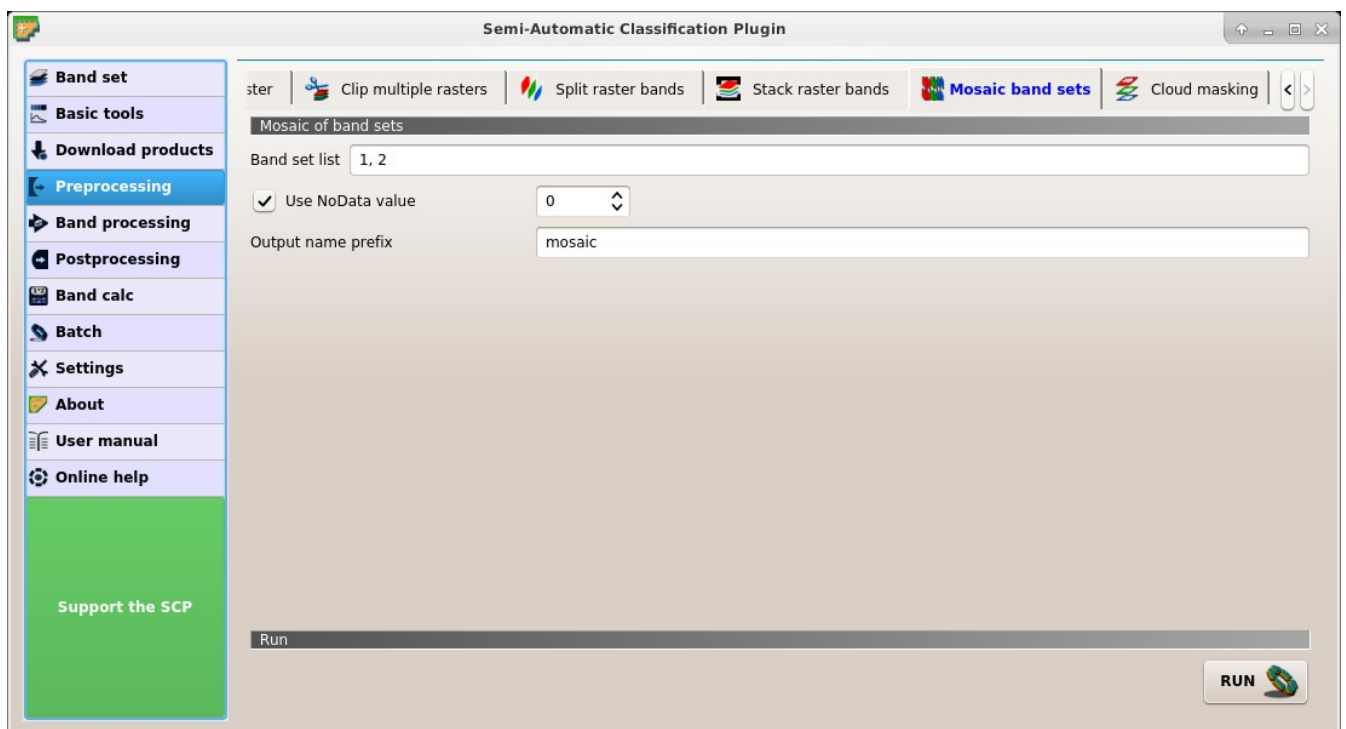 Semi-Automatic Classification Plugin
Band set
Basic tools
Download products
Preprocessing
Band processing
Postprocessing
Band calc
Batch
Settings
About
User manual
Online help
Support the SCP
ster Clip multiple rasters Split raster bands Stack raster bands Mosaic band sets Cloud masking < >
Mosaic of band sets
Band set list 1, 2
Use NoData value 0
Output name prefix mosaic
Run
RUN